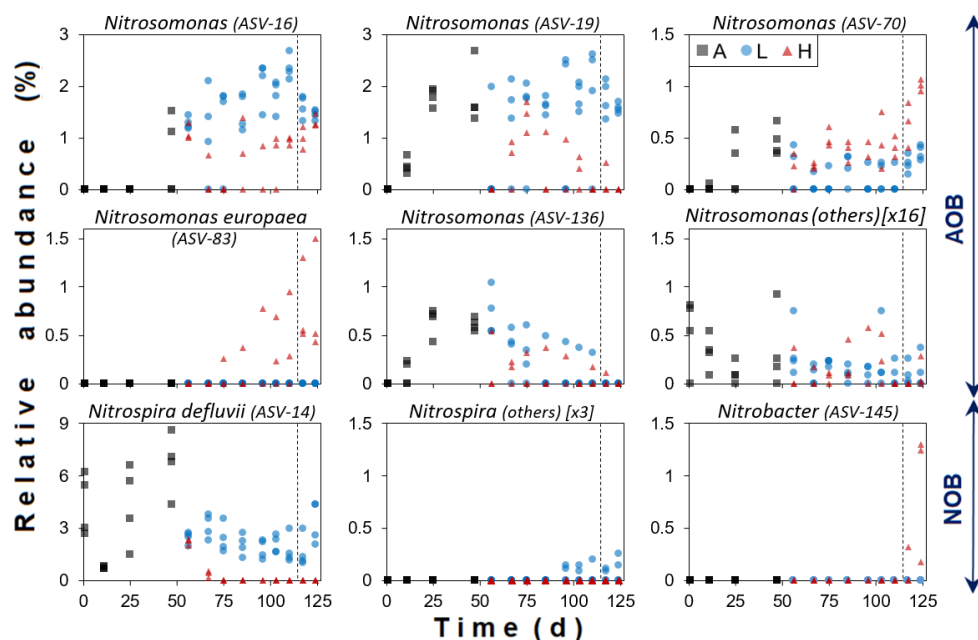 Nitrosomonas (ASV-16)
Nitrosomonas (ASV-19)
Nitrosomonas (ASV-70)
A L H
3
2
1
0
3
2
1
0
1.5
1
0.5
0
Nitrosomonas europaea
(ASV-83)
Nitrosomonas (ASV-136)
Nitrosomonas (others)[x16]
1.5
1
0.5
0
1.5
1
0.5
0
1.5
1
0.5
0
Nitrospira defluvii (ASV-14)
Nitrospira (others) [x3]
Nitrobacter (ASV-145)
9
6
3
0
1.5
1
0.5
0
1.5
1
0.5
0
0 25 50 75 100 125
0 25 50 75 100 125
0 25 50 75 100 125
Time (d)
Relative abundance (%)
AOB
NOB